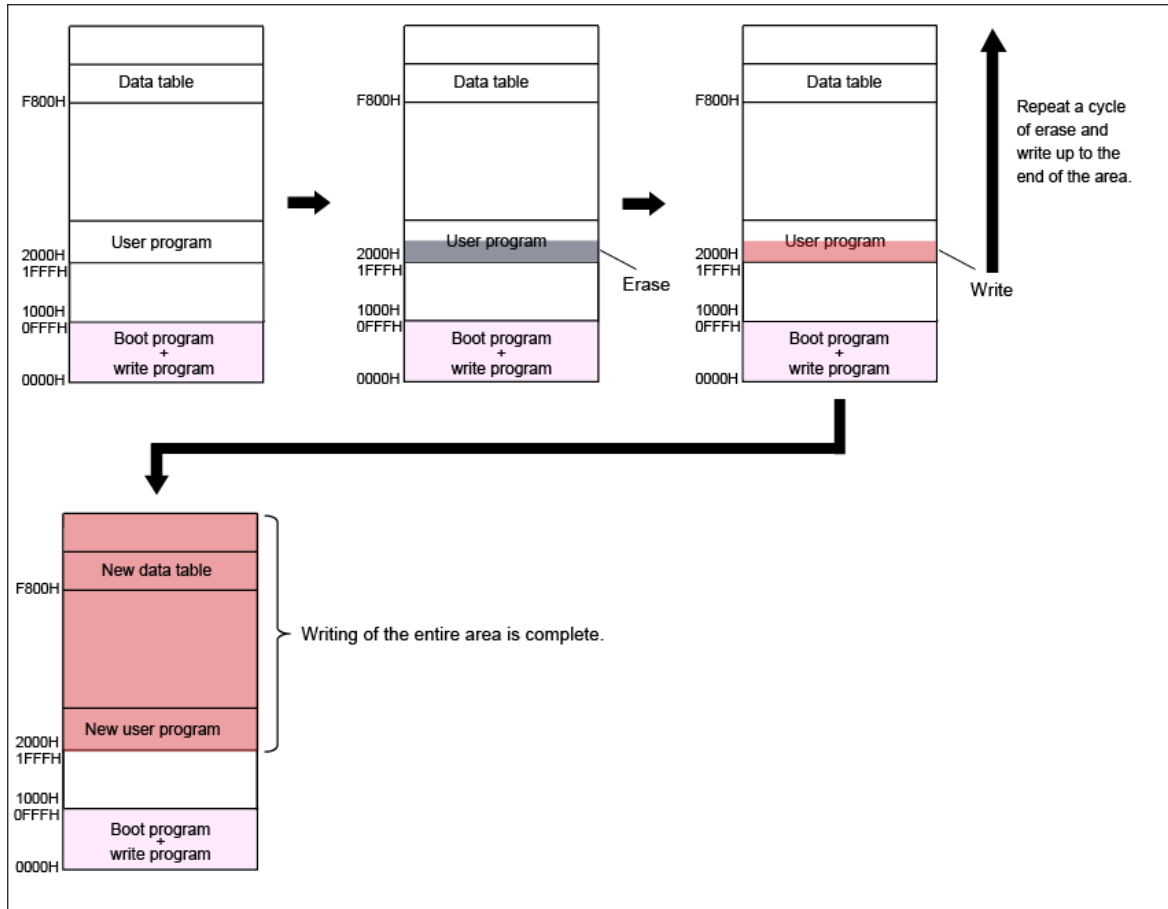 Data table
F800H
User program
2000H
1FFFH
1000H
0FFFH
Boot program
+
write program
0000H
Data table
F800H
User program
2000H
1FFFH
Erase
1000H
0FFFH
Boot program
+
write program
0000H
Data table
F800H
User program
2000H
1FFFH
Write
1000H
0FFFH
Boot program
+
write program
0000H
Repeat a cycle
of erase and
write up to the
end of the area.
New data table
F800H
Writing of the entire area is complete.
New user program
2000H
1FFFH
1000H
0FFFH
Boot program
+
write program
0000H